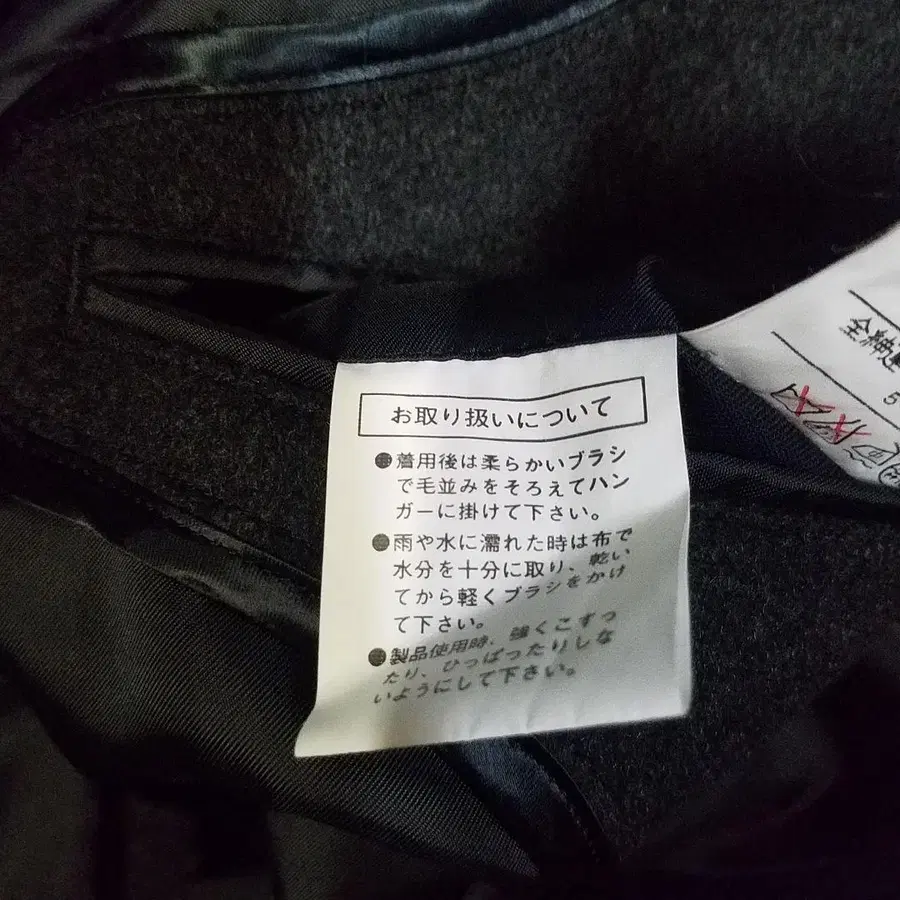 お取り扱いについて
●着用後は柔らかいブラシ
で毛並みをそろえてハン
ガーに掛けて下さい。
●雨や水に濡れた時は布で
水分を十分に取り、乾い
てから軽くブラシをかけ
て下さい。
●製品使用時、強くこすっ
たり、ひっぱったりしな
いようにして下さい。
全紳連
5